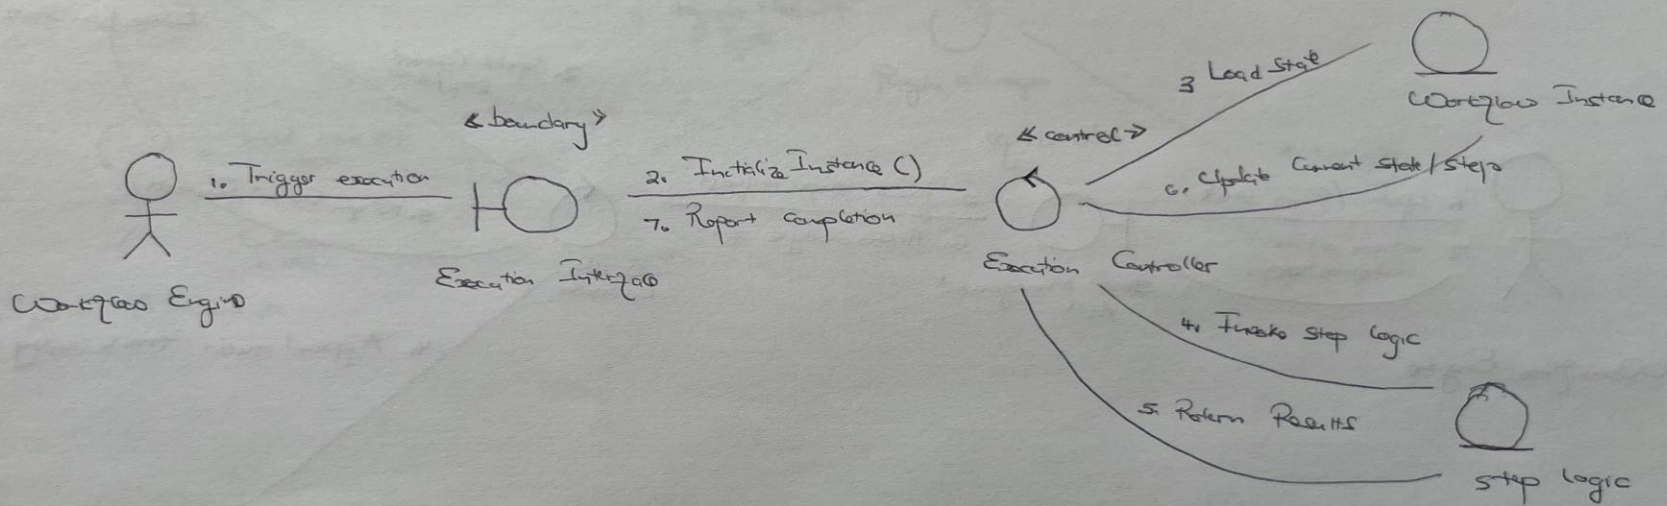 3 Load State
Workflow Instance
<< boundary >>
<< control >>
1. Trigger execution
2. Initialize Instance ()
6. Update Current state/steps
7. Report completion
Execution Interface
Execution Controller
Workflow Engine
4. Invoke step logic
5. Return Results
step logic